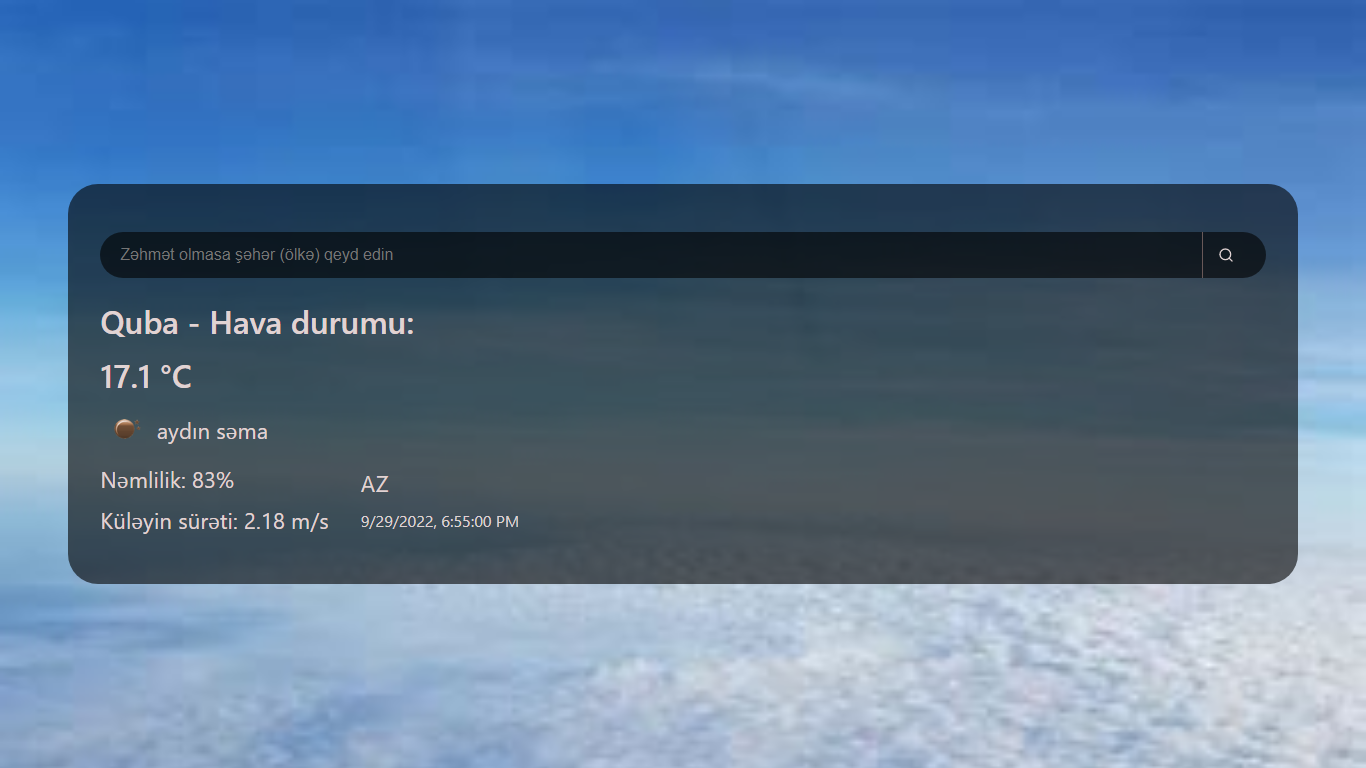 Zəhmət olmasa şəhər (ölkə) qeyd edin
Quba - Hava durumu:
17.1 °C
aydın səma
Nəmlilik: 83%
AZ
Küləyin sürəti: 2.18 m/s
9/29/2022, 6:55:00 PM